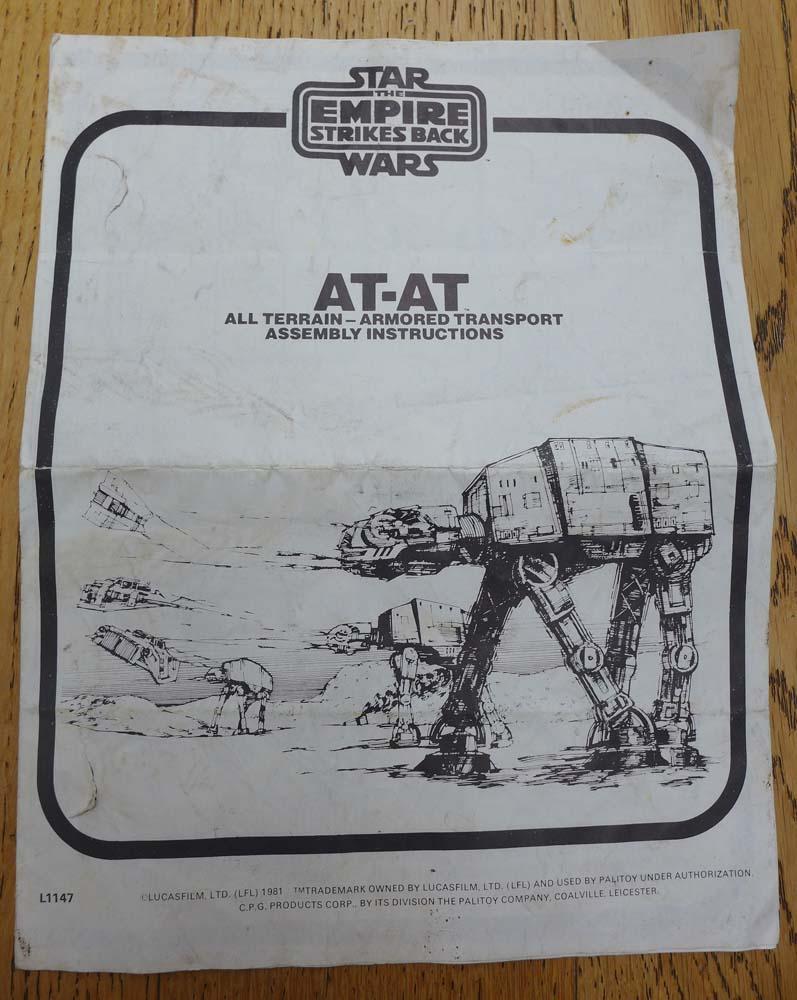 STAR
THE
EMPIRE
STRIKES BACK
WARS
AT-AT™
ALL TERRAIN – ARMORED TRANSPORT
ASSEMBLY INSTRUCTIONS
L1147
©LUCASFILM, LTD. (LFL) 1981 ™TRADEMARK OWNED BY LUCASFILM, LTD. (LFL) AND USED BY PALITOY UNDER AUTHORIZATION.
C.P.G. PRODUCTS CORP., BY ITS DIVISION THE PALITOY COMPANY, COALVILLE, LEICESTER.